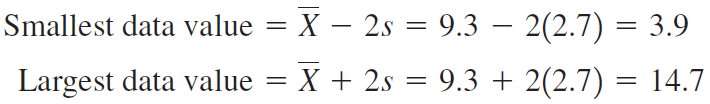 Smallest data value = X̄ − 2s = 9.3 − 2(2.7) = 3.9
Largest data value = X̄ + 2s = 9.3 + 2(2.7) = 14.7